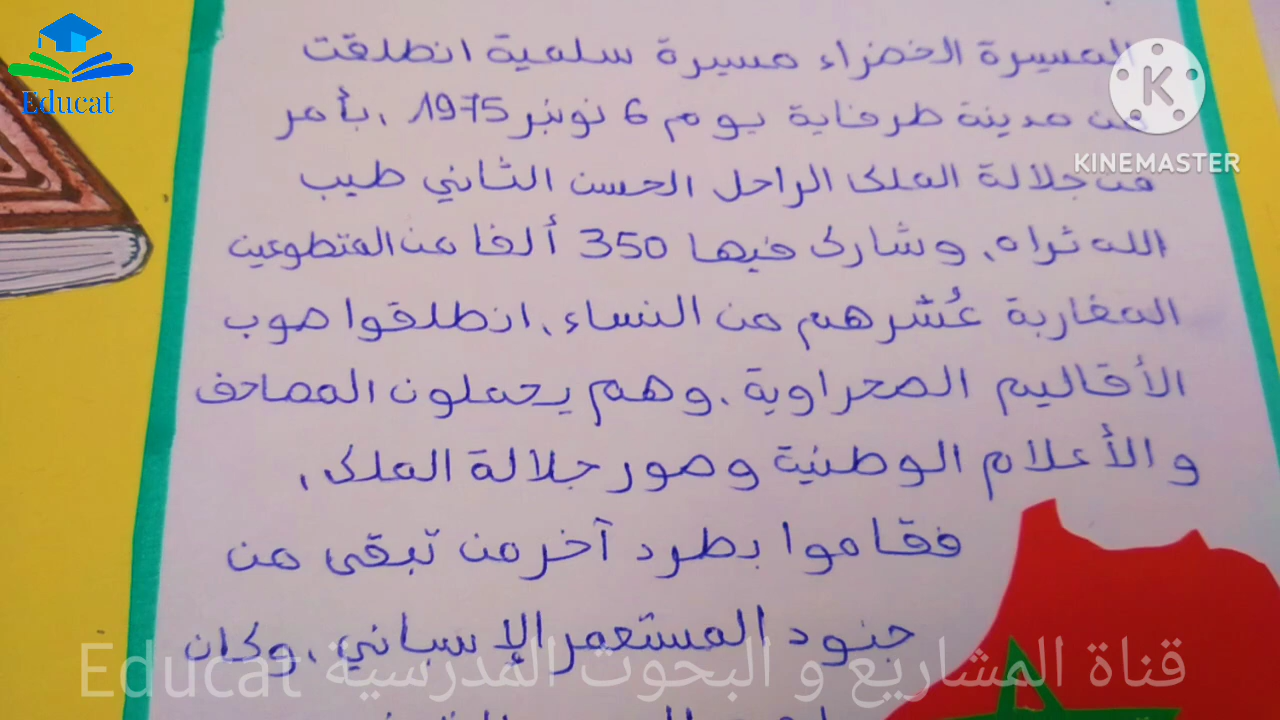 المسيرة الخضراء مسيرة سلمية انطلقت
من مدينة طرفاية يوم 6 نونبر 1975، بأمر
من جلالة الملك الراحل الحسن الثاني طيب
الله ثراه، وشارك فيها 350 ألفا من المتطوعين
المغاربة عُشرهم من النساء، انطلقوا صوب
الأقاليم الصحراوية، وهم يحملون المصاحف
والأعلام الوطنية وصور جلالة الملك،
فقاموا بطرد آخر من تبقى من
جنود المستعمر الإسباني، وكان
Educat
KINEMASTER
قناة المشاريع و البحوت المدرسية Educat